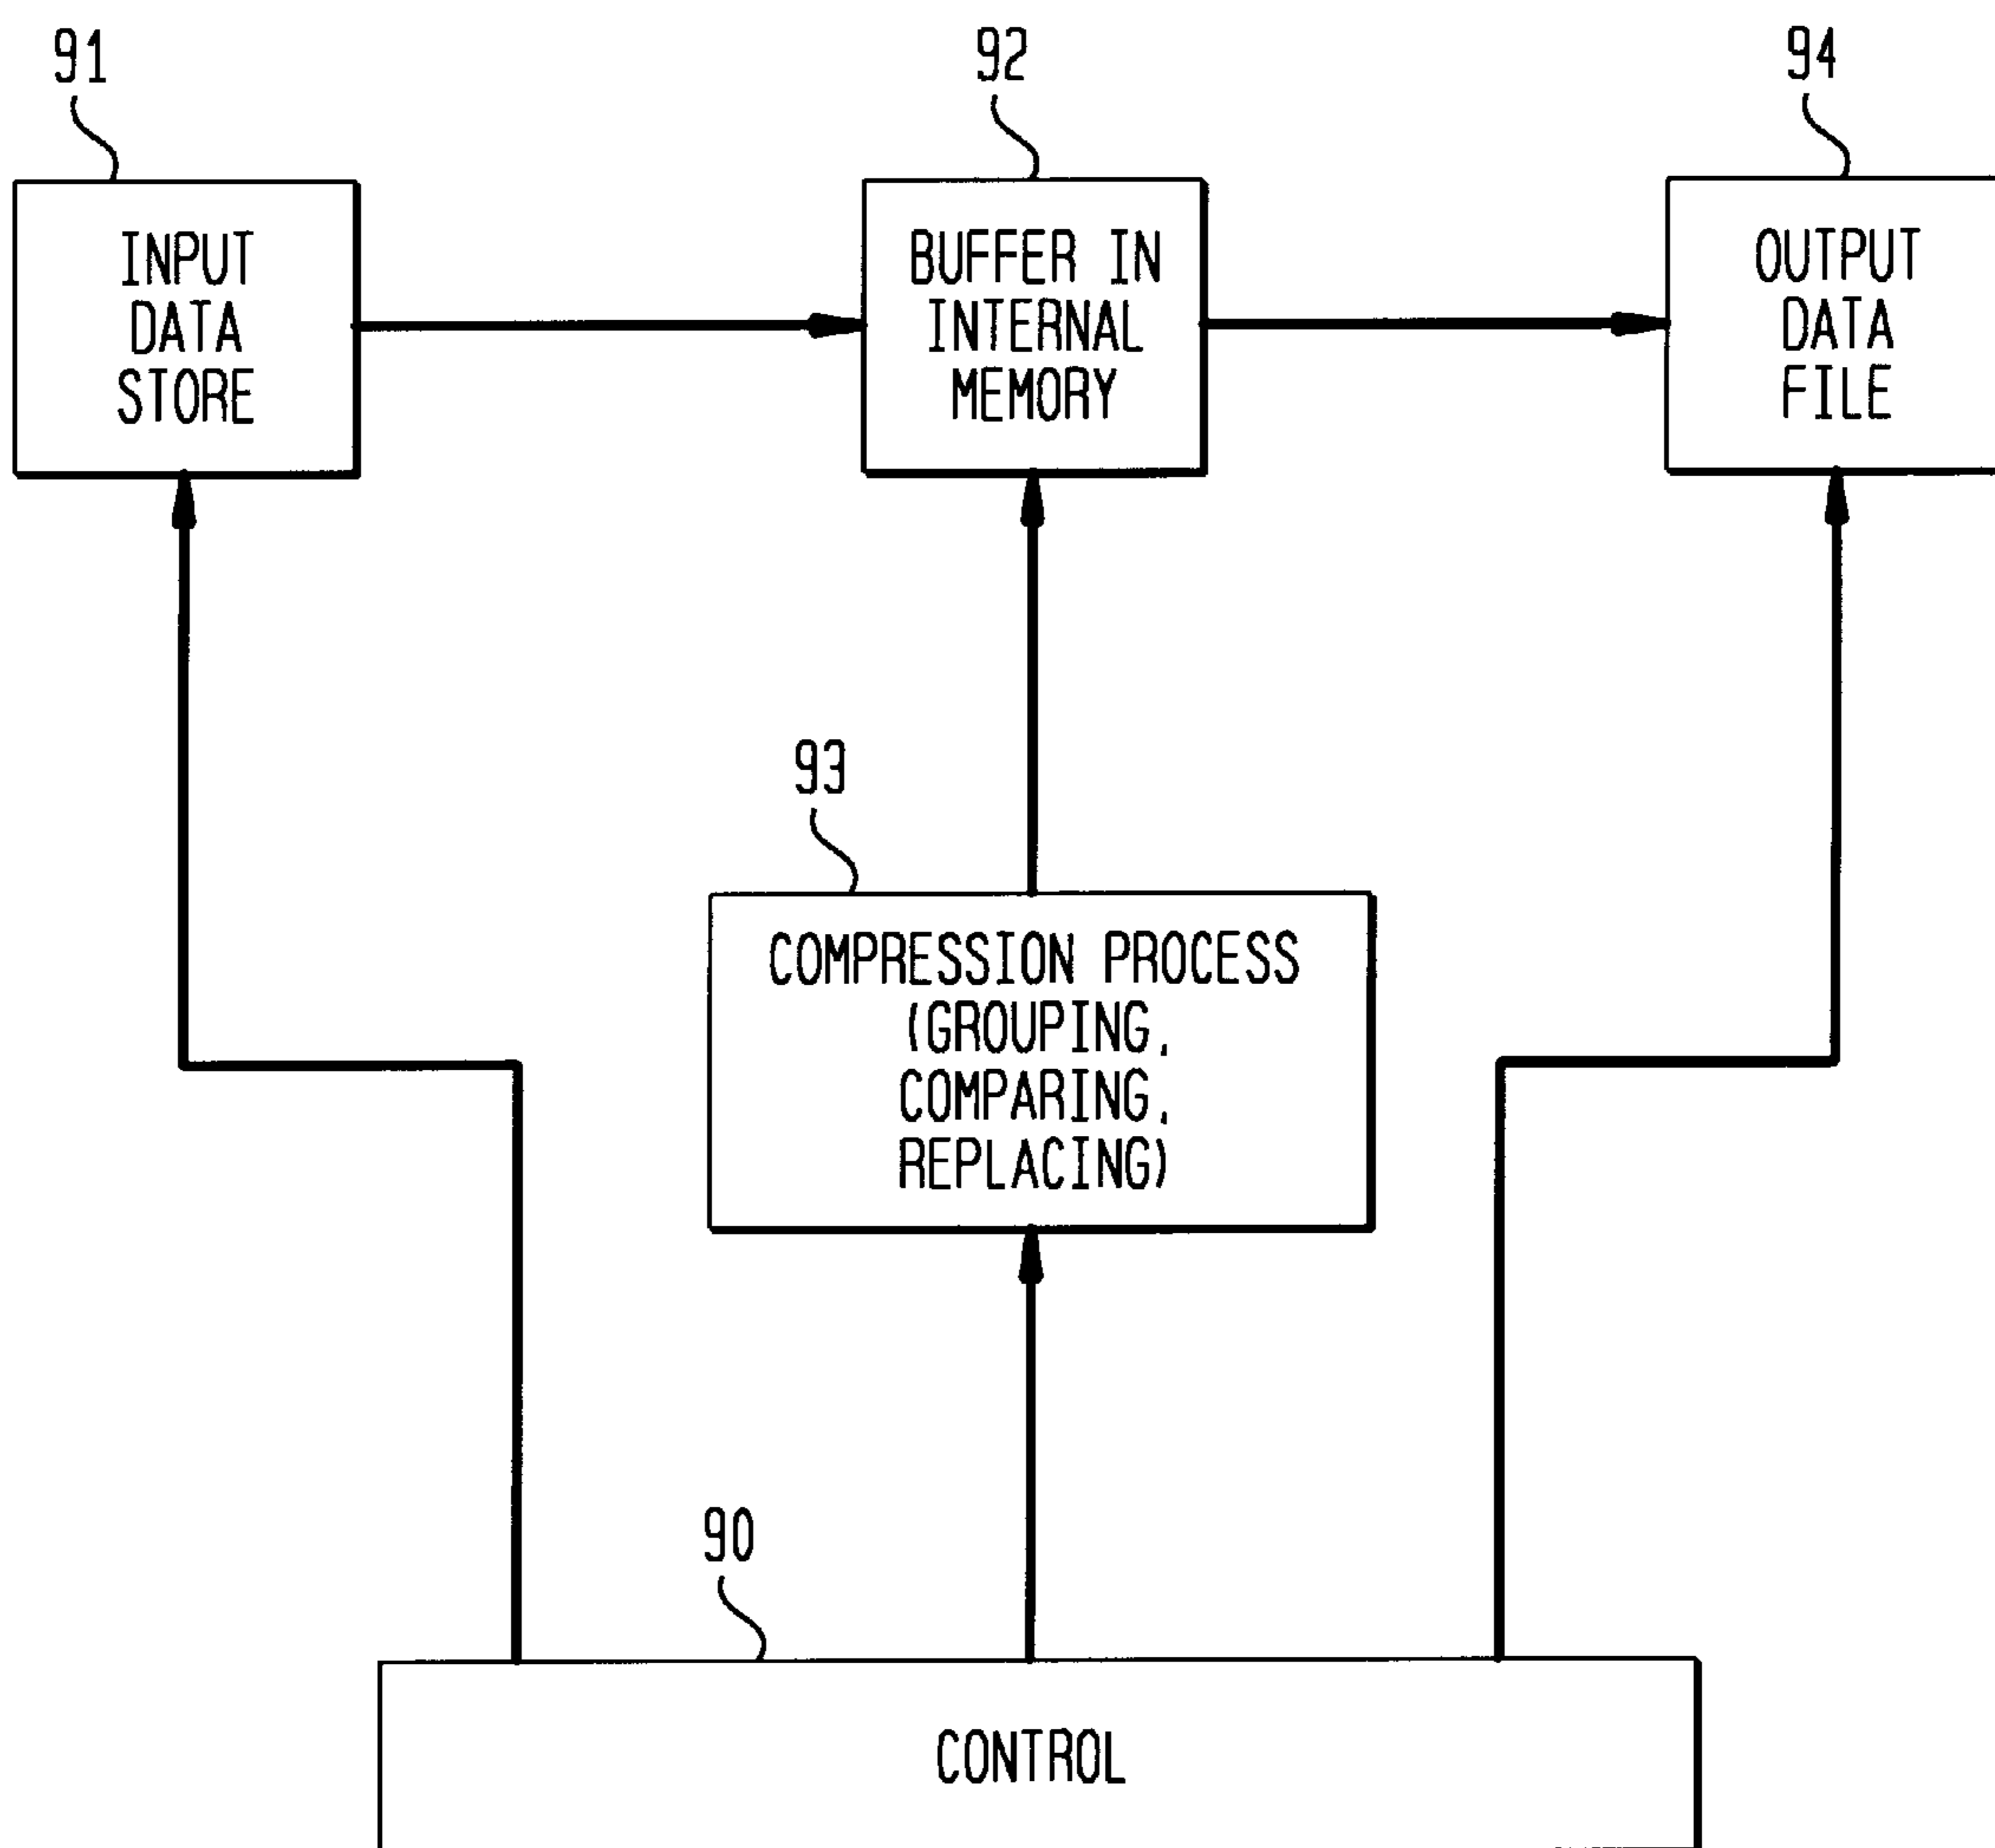 91
92
94
INPUT
DATA
STORE
BUFFER IN
INTERNAL
MEMORY
OUTPUT
DATA
FILE
93
COMPRESSION PROCESS
(GROUPING,
COMPARING,
REPLACING)
90
CONTROL